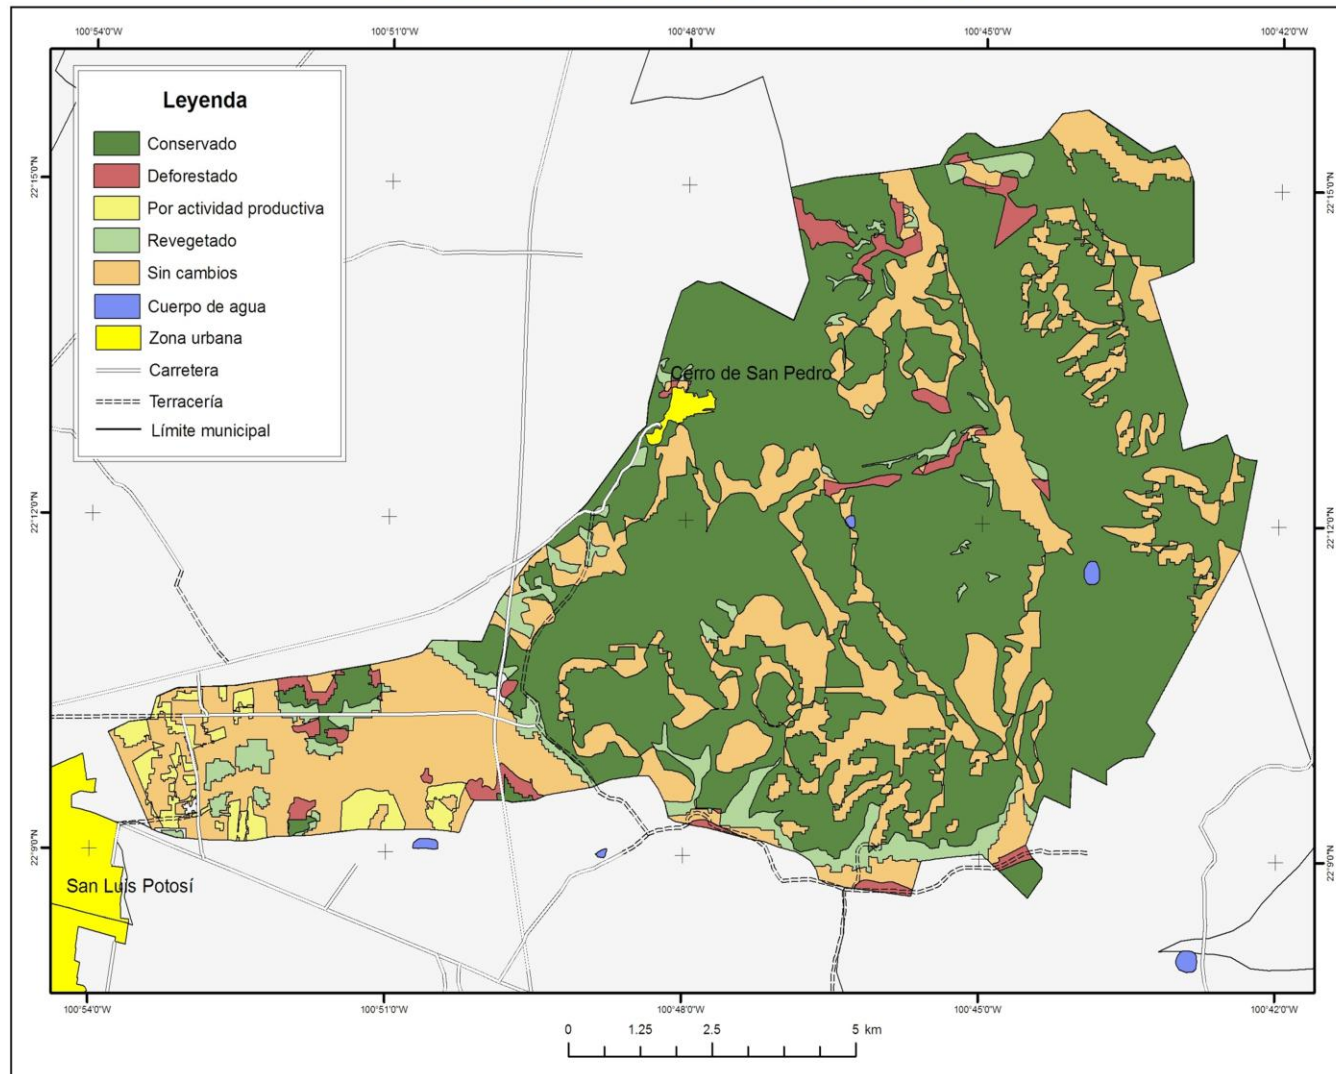 100°54'0"W 100°51'0"W 100°48'0"W 100°45'0"W 100°42'0"W
Leyenda
Conservado
Deforestado
Por actividad productiva
Revegetado
Sin cambios
Cuerpo de agua
Zona urbana
Carretera
Terracería
Límite municipal
22°15'0"N
22°15'0"N
Cerro de San Pedro
22°12'0"N
22°12'0"N
22°9'0"N
22°9'0"N
San Luis Potosí
100°54'0"W 100°51'0"W 100°48'0"W 100°45'0"W 100°42'0"W
0 1.25 2.5 5 km